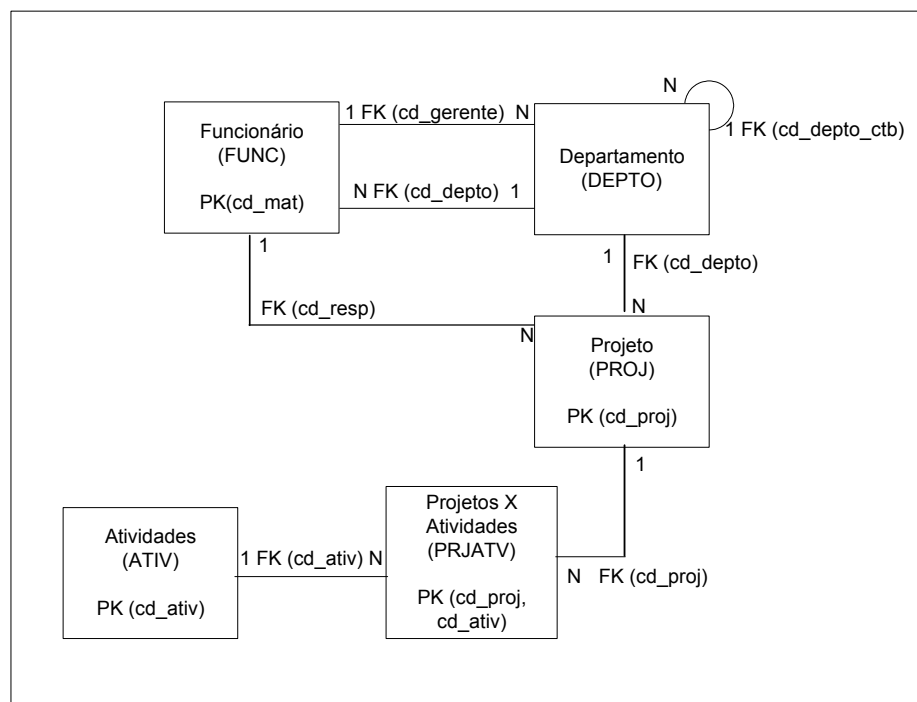 N
1 FK (cd_gerente) N
1 FK (cd_depto_ctb)
Funcionário
(FUNC)
PK(cd_mat)
Departamento
(DEPTO)
N FK (cd_depto) 1
1
1
FK (cd_depto)
FK (cd_resp)
N
N
Projeto
(PROJ)
PK (cd_proj)
1
Projetos X
Atividades
(PRJATV)
PK (cd_proj,
cd_ativ)
Atividades
(ATIV)
PK (cd_ativ)
1 FK (cd_ativ) N
N FK (cd_proj)